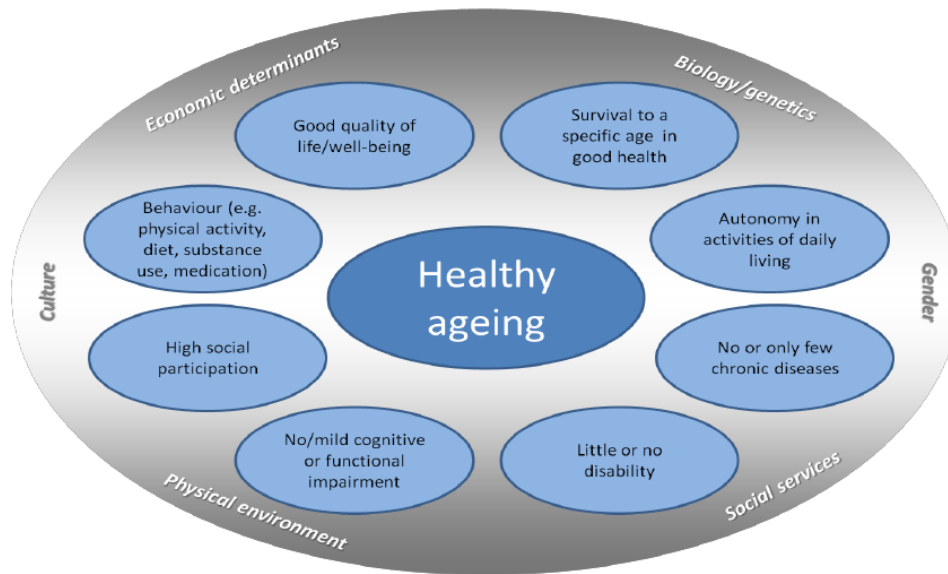 Economic determinants
Biology/genetics
Good quality of
life/well-being
Survival to a
specific age in
good health
Behaviour (e.g.
physical activity,
diet, substance
use, medication)
Autonomy in
activities of daily
living
Culture
Healthy
ageing
Gender
High social
participation
No or only few
chronic diseases
No/mild cognitive
or functional
impairment
Little or no
disability
Physical environment
Social services